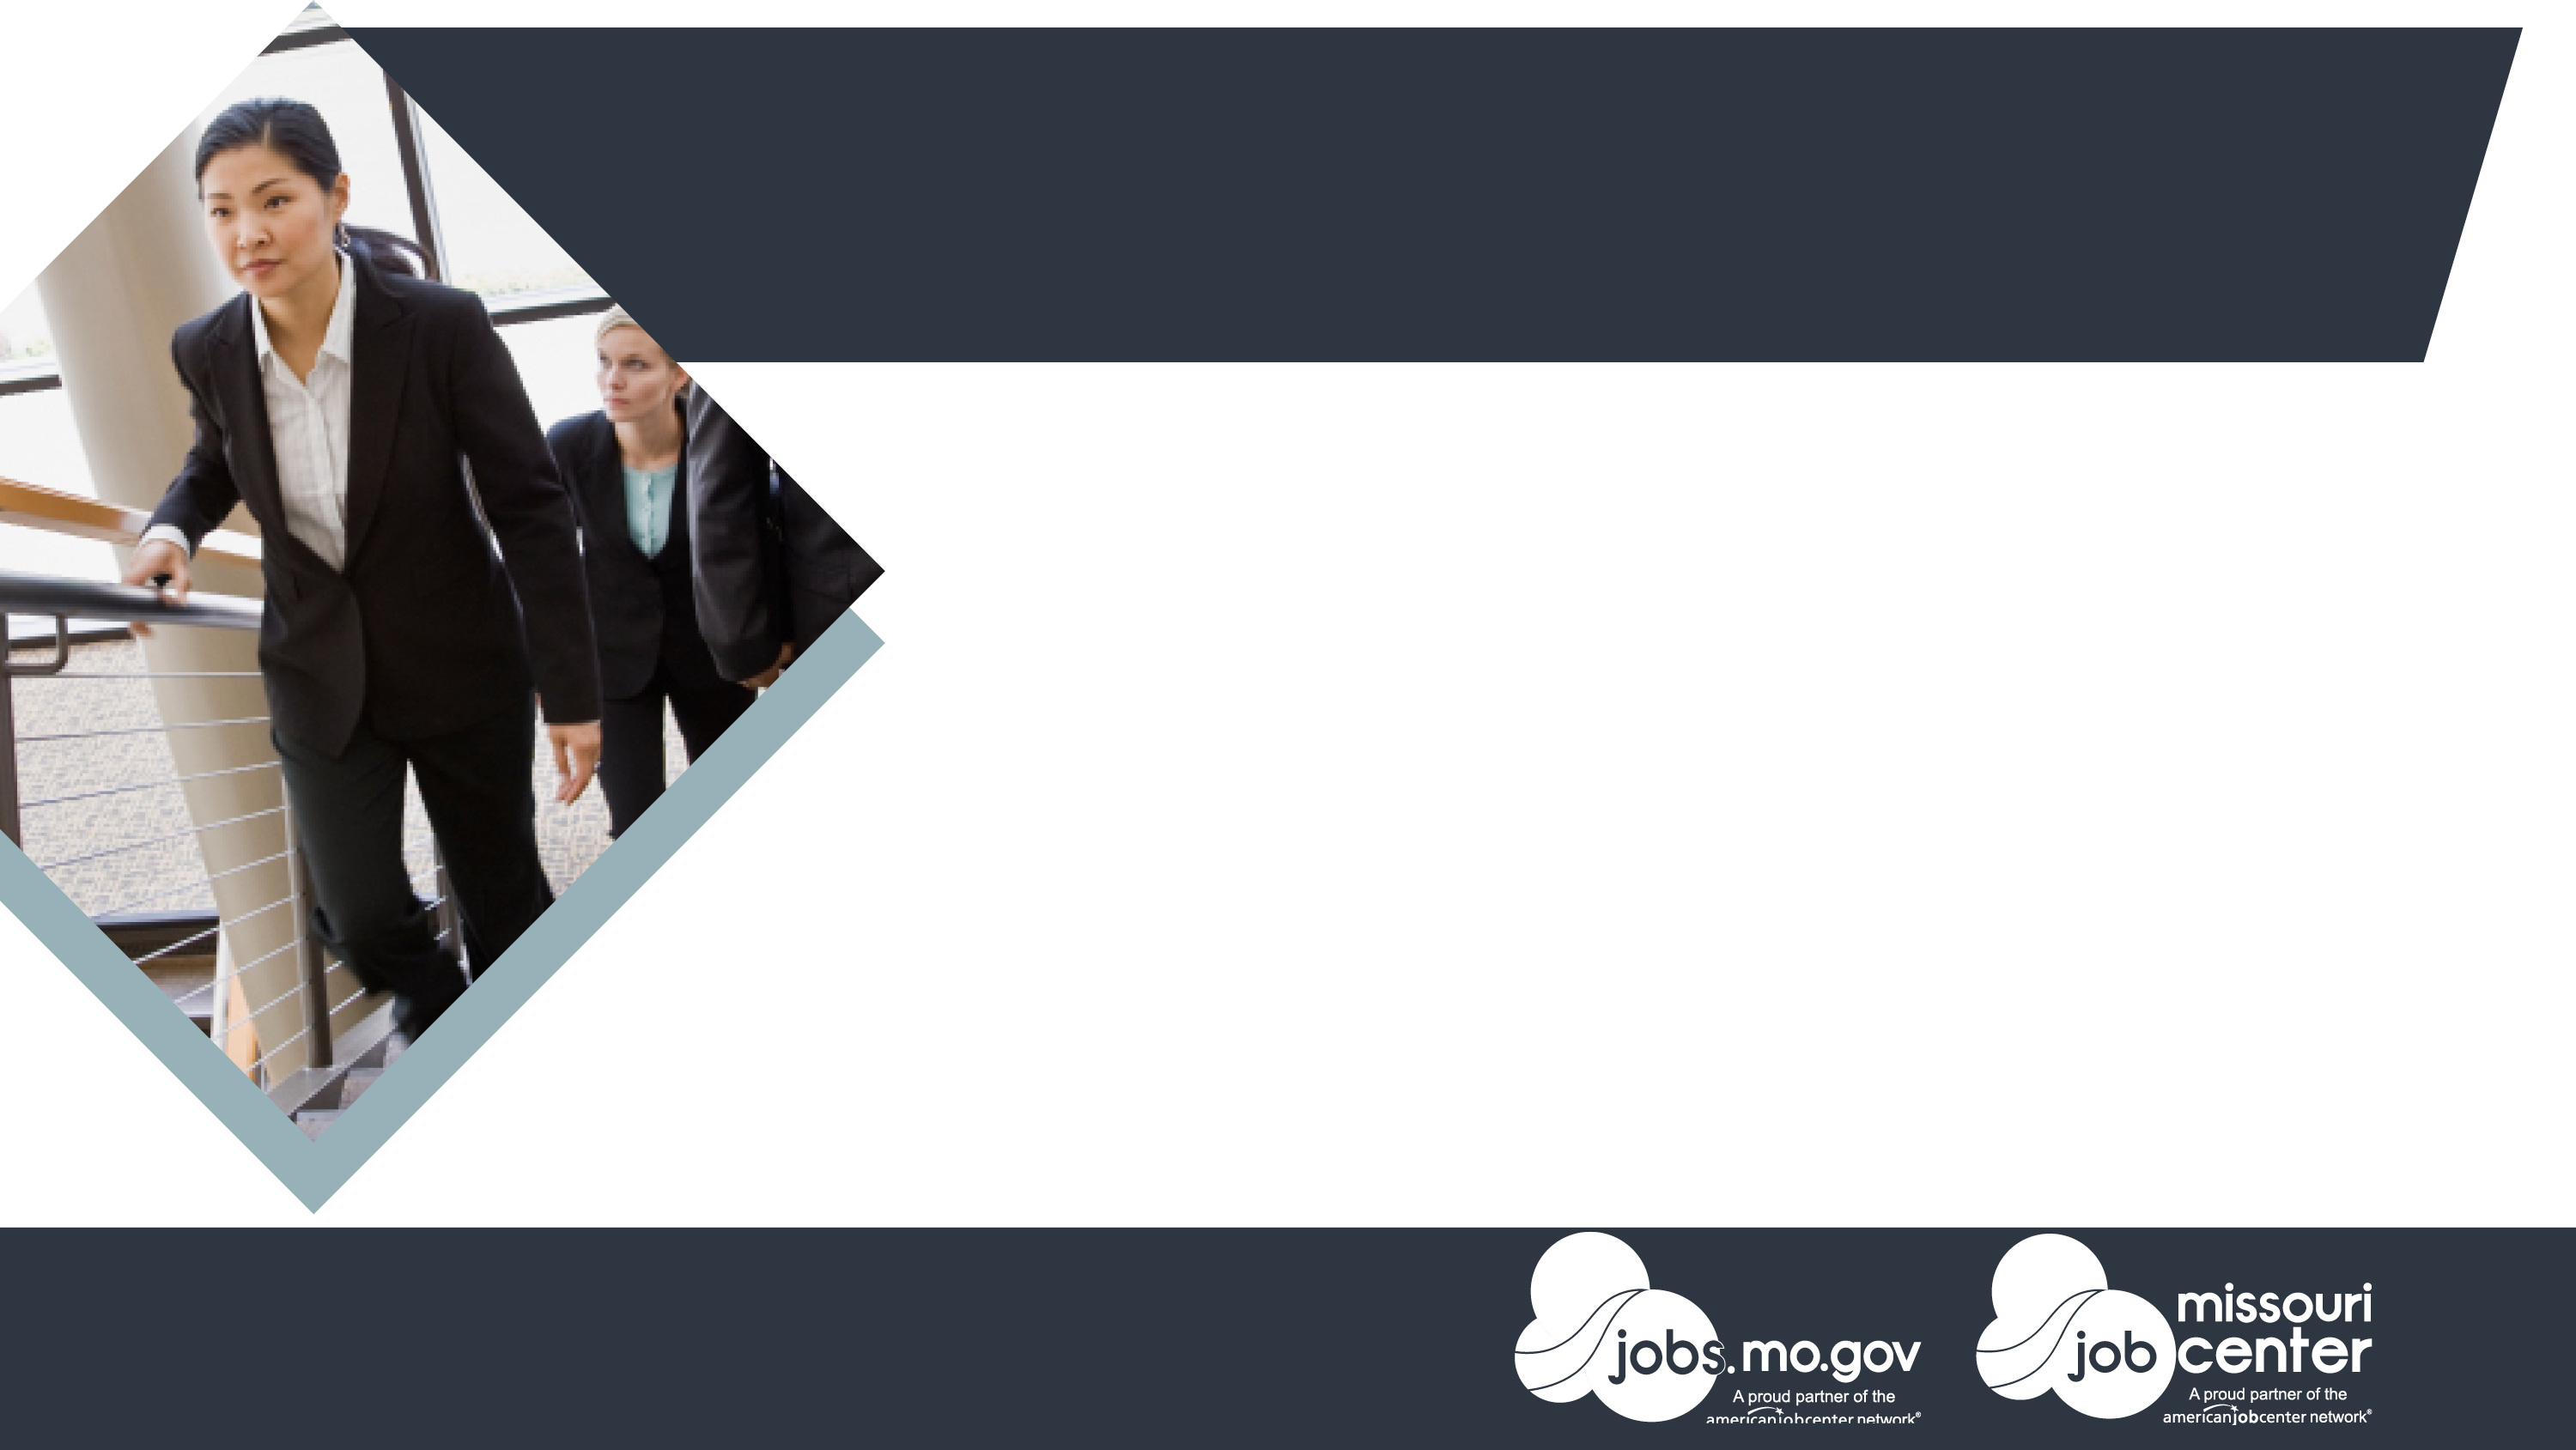 jobs.mo.gov
A proud partner of the
americanjobcenter network®
missouri
job center
A proud partner of the
americanjobcenter network®